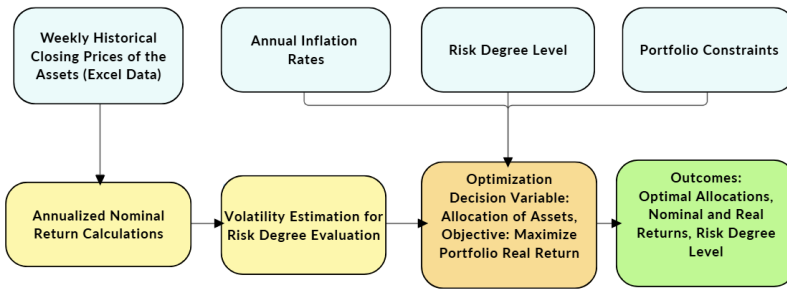 Weekly Historical
Closing Prices of the
Assets (Excel Data)
Annual Inflation
Rates
Risk Degree Level
Portfolio Constraints
Annualized Nominal
Return Calculations
Volatility Estimation for
Risk Degree Evaluation
Optimization
Decision Variable:
Allocation of Assets,
Objective: Maximize
Portfolio Real Return
Outcomes:
Optimal Allocations,
Nominal and Real
Returns, Risk Degree
Level